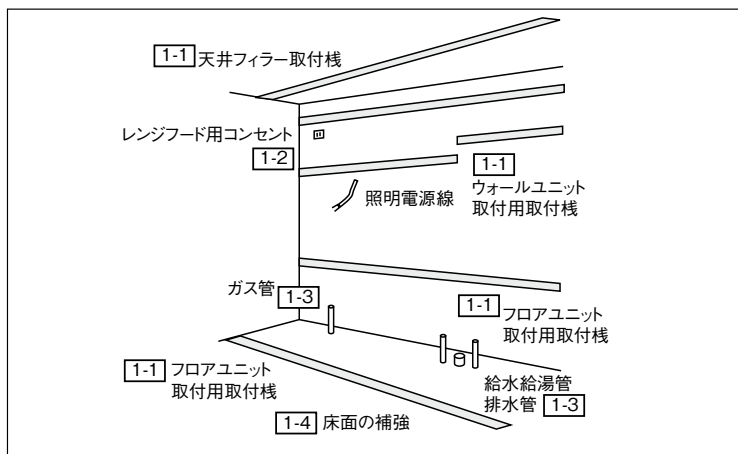 1-1 天井フィラー取付桟
レンジフード用コンセント
1-2
照明電源線
1-1
ウォールユニット
取付用取付桟
ガス管 1-3
1-1 フロアユニット
取付用取付桟
1-1 フロアユニット
取付用取付桟
給水給湯管
排水管 1-3
1-4 床面の補強